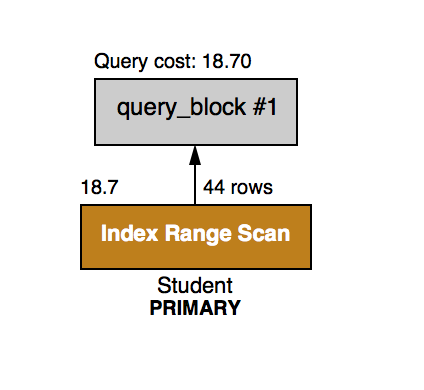 Query cost: 18.70
query_block #1
18.7 44 rows
Index Range Scan
Student
PRIMARY